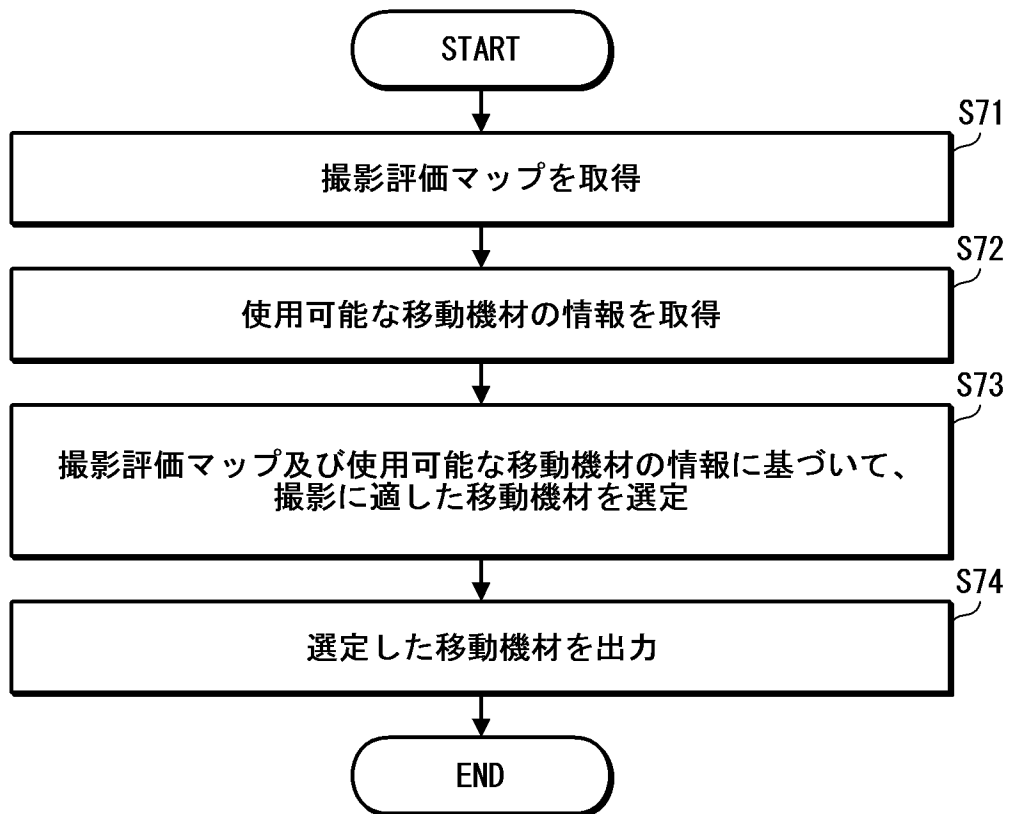 START
S71
撮影評価マップを取得
S72
使用可能な移動機材の情報を取得
S73
撮影評価マップ及び使用可能な移動機材の情報に基づいて、
撮影に適した移動機材を選定
S74
選定した移動機材を出力
END